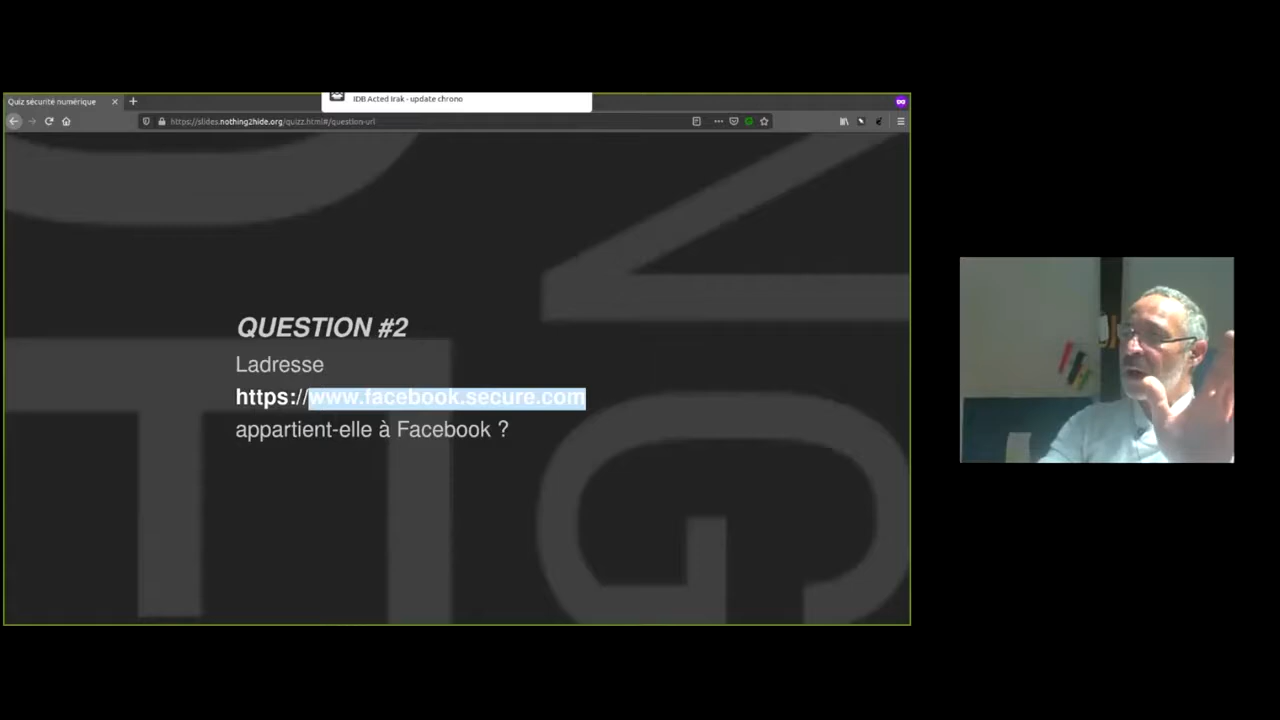 Quiz sécurité numérique
IDB Acted Irak - update chrono
https://slides.nothing2hide.org/quizz.html#/question-url
QUESTION #2
Ladresse
https://www.facebook.secure.com
appartient-elle à Facebook ?